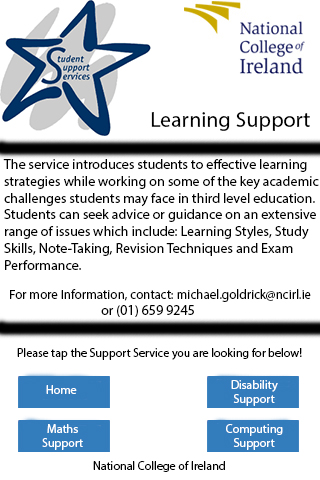 Student
Support
Services
National
College of
Ireland
Learning Support
The service introduces students to effective learning
strategies while working on some of the key academic
challenges students may face in third level education.
Students can seek advice or guidance on an extensive
range of issues which include: Learning Styles, Study
Skills, Note-Taking, Revision Techniques and Exam
Performance.
For more Information, contact: michael.goldrick@ncirl.ie
or (01) 659 9245
Please tap the Support Service you are looking for below!
Home
Disability
Support
Maths
Support
Computing
Support
National College of Ireland